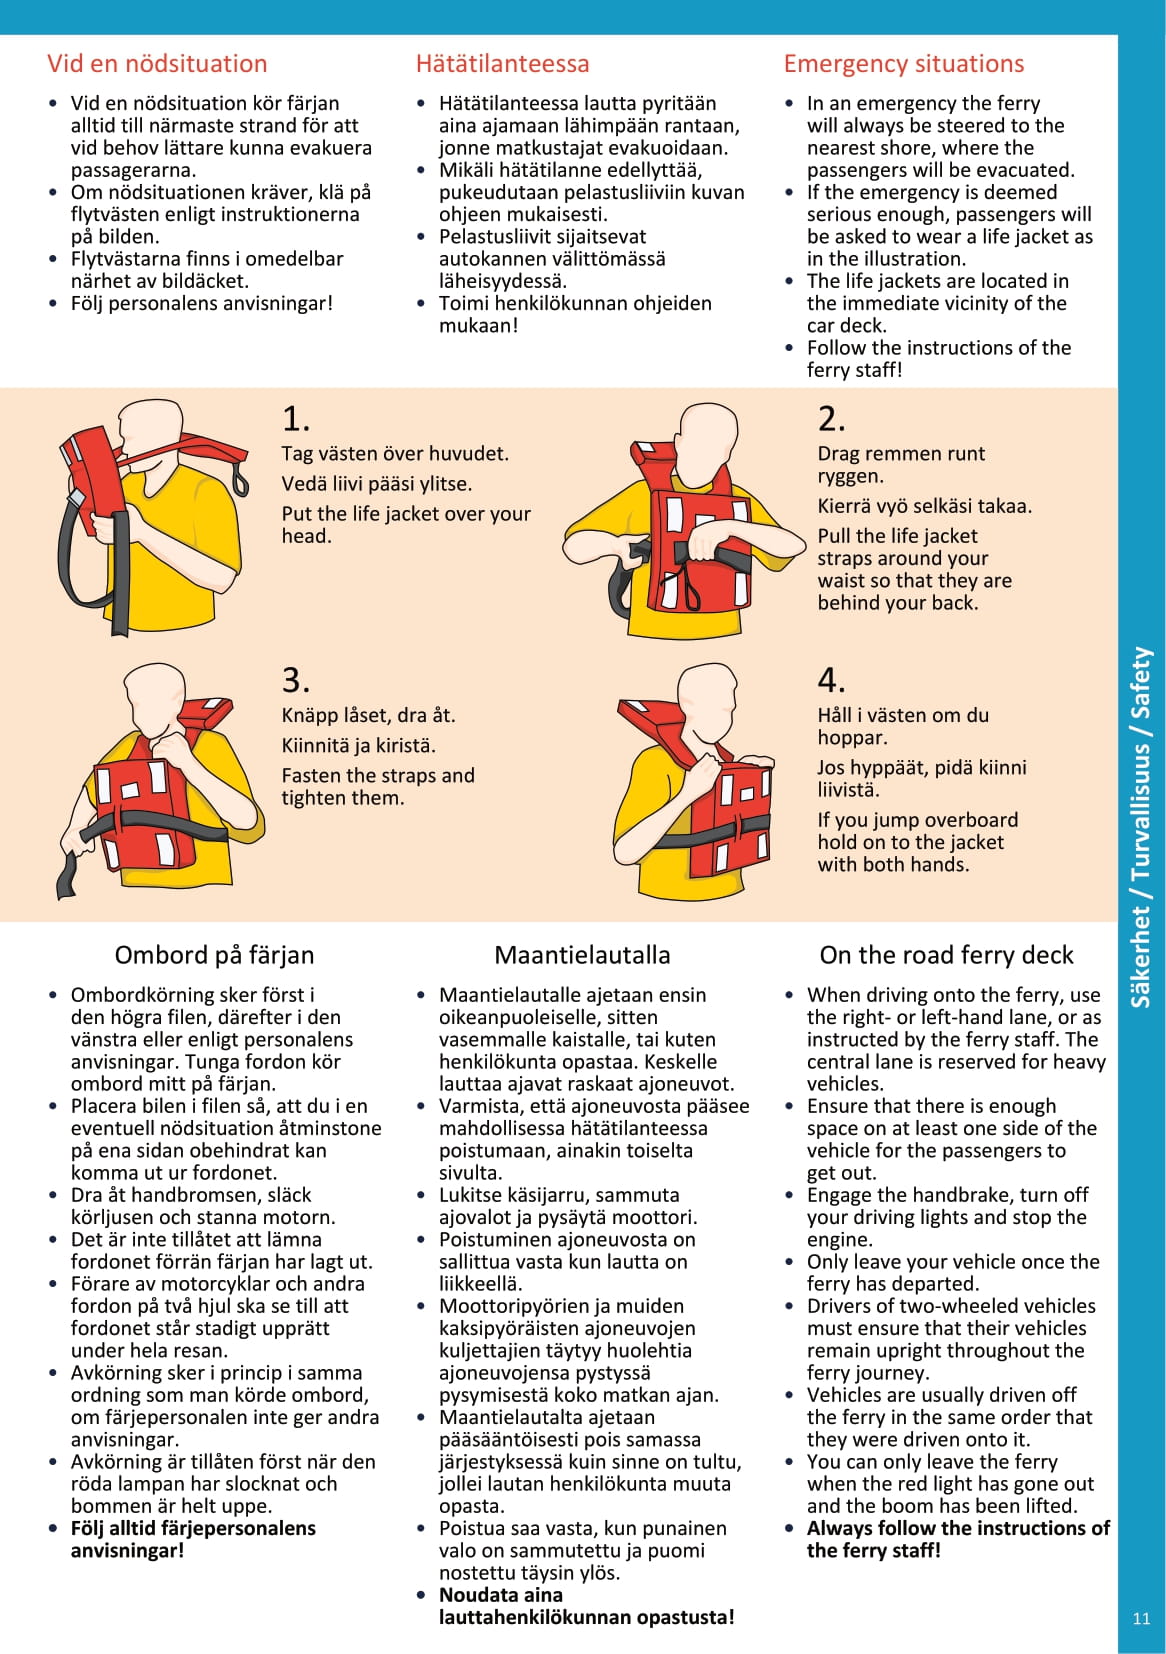 Vid en nödsituation
• Vid en nödsituation kör färjan
alltid till närmaste strand för att
vid behov lättare kunna evakuera
passagerarna.
• Om nödsituationen kräver, klä på
flytvästen enligt instruktionerna
på bilden.
• Flytvästarna finns i omedelbar
närhet av bildäcket.
• Följ personalens anvisningar!
Hätätilanteessa
• Hätätilanteessa lautta pyritään
aina ajamaan lähimpään rantaan,
jonne matkustajat evakuoidaan.
• Mikäli hätätilanne edellyttää,
pukeudutaan pelastusliiviin kuvan
ohjeen mukaisesti.
• Pelastusliivit sijaitsevat
autokannen välittömässä
läheisyydessä.
• Toimi henkilökunnan ohjeiden
mukaan!
Emergency situations
• In an emergency the ferry
will always be steered to the
nearest shore, where the
passengers will be evacuated.
• If the emergency is deemed
serious enough, passengers will
be asked to wear a life jacket as
in the illustration.
• The life jackets are located in
the immediate vicinity of the
car deck.
• Follow the instructions of the
ferry staff!
1.
Tag västen över huvudet.
Vedä liivi pääsi ylitse.
Put the life jacket over your
head.
2.
Drag remmen runt
ryggen.
Kierrä vyö selkäsi takaa.
Pull the life jacket
straps around your
waist so that they are
behind your back.
3.
Knäpp låset, dra åt.
Kiinnitä ja kiristä.
Fasten the straps and
tighten them.
4.
Håll i västen om du
hoppar.
Jos hyppäät, pidä kiinni
liivistä.
If you jump overboard
hold on to the jacket
with both hands.
Ombord på färjan
• Ombordkörning sker först i
den högra filen, därefter i den
vänstra eller enligt personalens
anvisningar. Tunga fordon kör
ombord mitt på färjan.
• Placera bilen i filen så, att du i en
eventuell nödsituation åtminstone
på ena sidan obehindrat kan
komma ut ur fordonet.
• Dra åt handbromsen, släck
körljusen och stanna motorn.
• Det är inte tillåtet att lämna
fordonet förrän färjan har lagt ut.
• Förare av motorcyklar och andra
fordon på två hjul ska se till att
fordonet står stadigt upprätt
under hela resan.
• Avkörning sker i princip i samma
ordning som man körde ombord,
om färjepersonalen inte ger andra
anvisningar.
• Avkörning är tillåten först när den
röda lampan har slocknat och
bommen är helt uppe.
• Följ alltid färjepersonalens
anvisningar!
Maantielautalla
• Maantielautalle ajetaan ensin
oikeanpuoleiselle, sitten
vasemmalle kaistalle, tai kuten
henkilökunta opastaa. Keskelle
lauttaa ajavat raskaat ajoneuvot.
• Varmista, että ajoneuvosta pääsee
mahdollisessa hätätilanteessa
poistumaan, ainakin toiselta
sivulta.
• Lukitse käsijarru, sammuta
ajovalot ja pysäytä moottori.
• Poistuminen ajoneuvosta on
sallittua vasta kun lautta on
liikkeellä.
• Moottoripyörien ja muiden
kaksipyöräisten ajoneuvojen
kuljettajien täytyy huolehtia
ajoneuvojensa pystyssä
pysymisestä koko matkan ajan.
• Maantielautalta ajetaan
pääsääntöisesti pois samassa
järjestyksessä kuin sinne on tultu,
jollei lautan henkilökunta muuta
opasta.
• Poistua saa vasta, kun punainen
valo on sammutettu ja puomi
nostettu täysin ylös.
• Noudata aina
lauttahenkilökunnan opastusta!
On the road ferry deck
• When driving onto the ferry, use
the right- or left-hand lane, or as
instructed by the ferry staff. The
central lane is reserved for heavy
vehicles.
• Ensure that there is enough
space on at least one side of the
vehicle for the passengers to
get out.
• Engage the handbrake, turn off
your driving lights and stop the
engine.
• Only leave your vehicle once the
ferry has departed.
• Drivers of two-wheeled vehicles
must ensure that their vehicles
remain upright throughout the
ferry journey.
• Vehicles are usually driven off
the ferry in the same order that
they were driven onto it.
• You can only leave the ferry
when the red light has gone out
and the boom has been lifted.
• Always follow the instructions of
the ferry staff!
Säkerhet / Turvallisuus / Safety
11